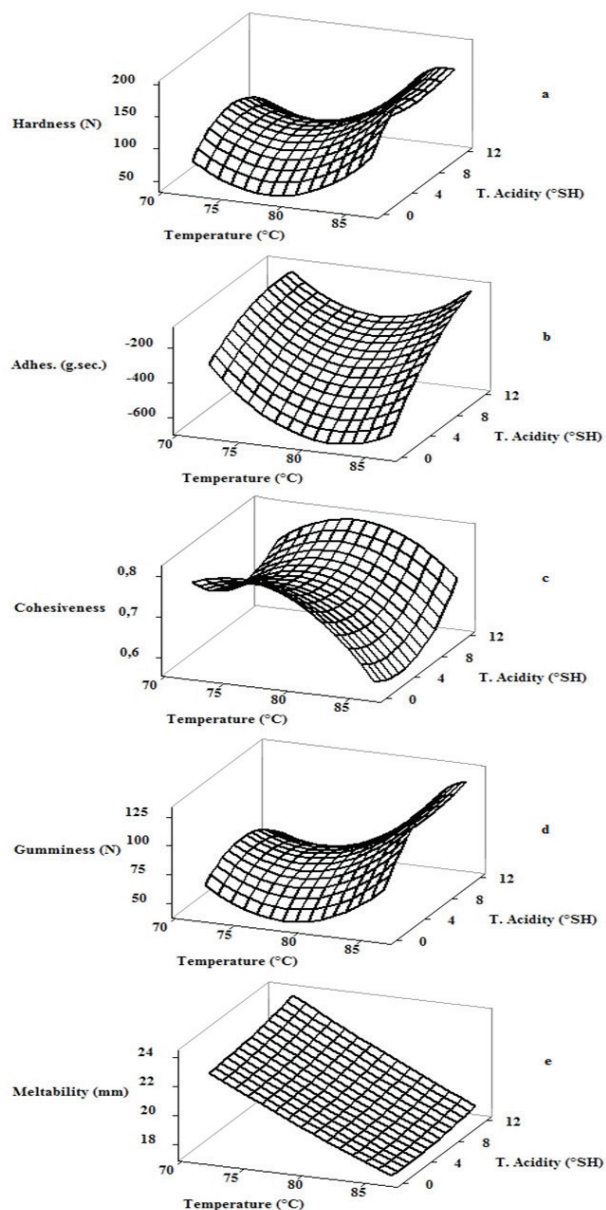 200
a
150
Hardness (N)
100
12
50
8
T. Acidity (°SH)
4
70
75
0
80
Temperature (°C)
85
-200
b
Adhes. (g.sec.)
-400
12
-600
8
T. Acidity (°SH)
4
70
75
0
80
Temperature (°C)
85
0,8
c
Cohesiveness
0,7
12
0,6
8
T. Acidity (°SH)
4
70
75
0
80
Temperature (°C)
85
125
d
Gumminess (N)
100
75
12
50
8
T. Acidity (°SH)
4
70
75
0
80
Temperature (°C)
85
24
e
Meltability (mm)
22
20
12
18
8
T. Acidity (°SH)
4
70
75
0
80
Temperature (°C)
85